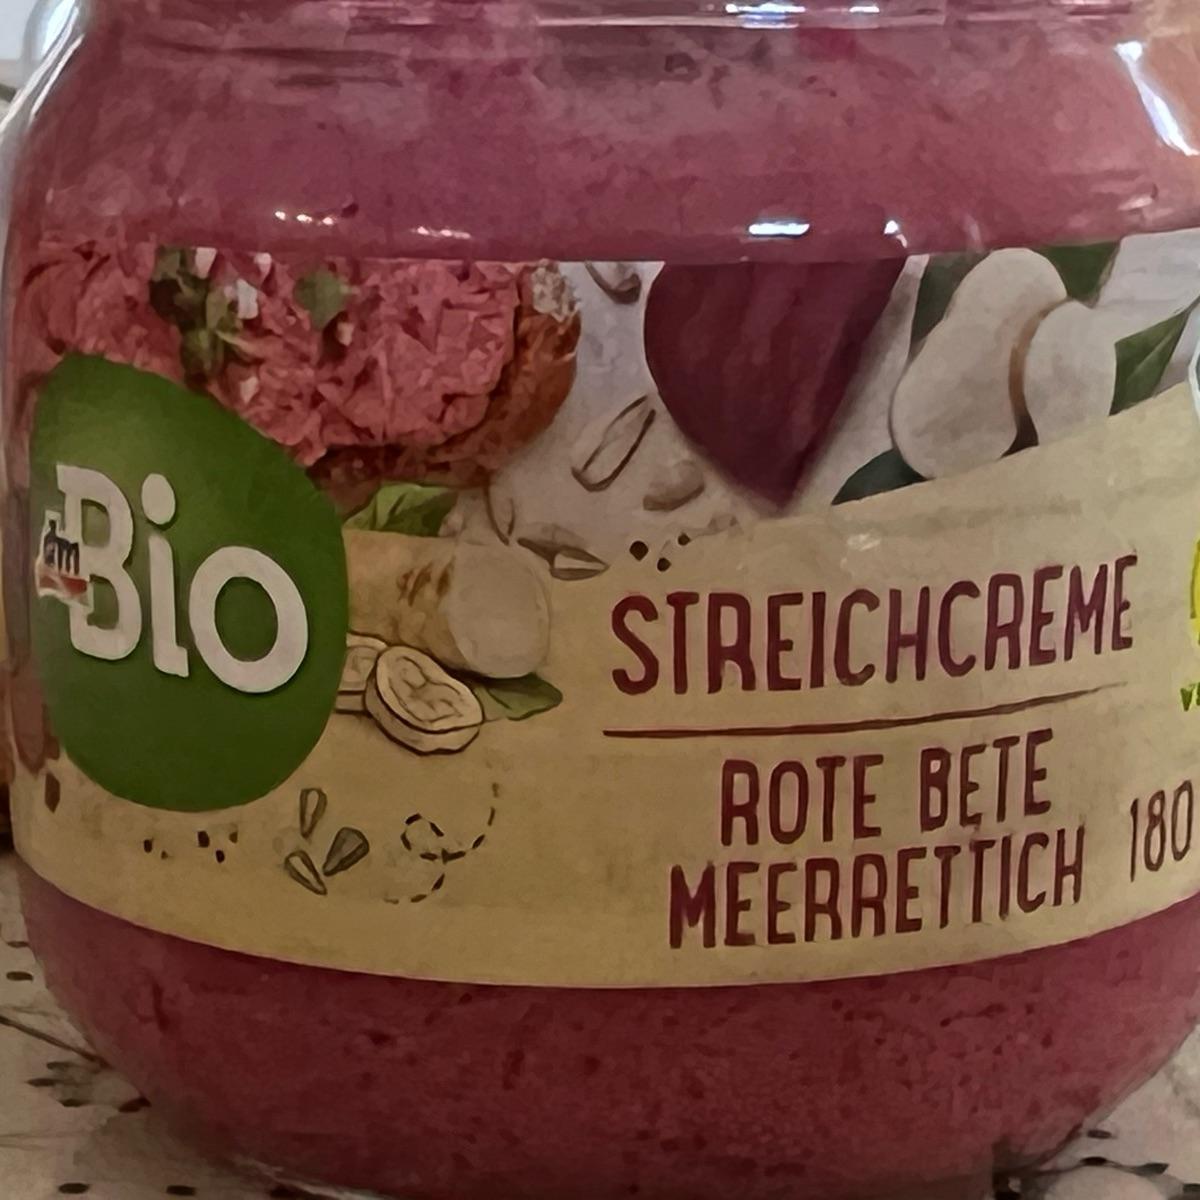 dm
Bio
STREICHCREME
ROTE BETE
MEERRETTICH
180